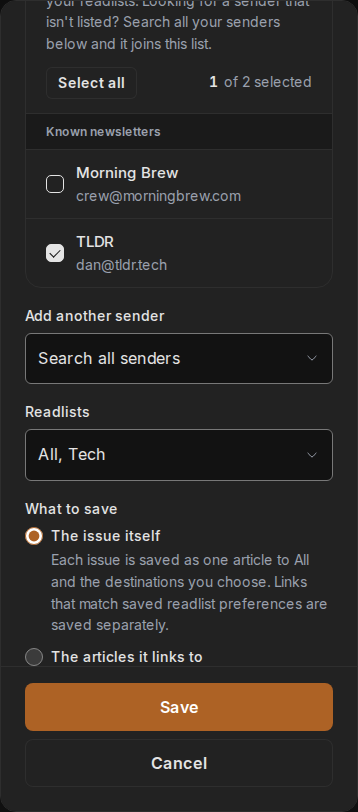 your readlists. Looking for a sender that
isn't listed? Search all your senders
below and it joins this list.
Select all
1 of 2 selected
Known newsletters
Morning Brew
crew@morningbrew.com
TLDR
dan@tldr.tech
Add another sender
Search all senders
Readlists
All, Tech
What to save
The issue itself
Each issue is saved as one article to All
and the destinations you choose. Links
that match saved readlist preferences are
saved separately.
The articles it links to
Save
Cancel